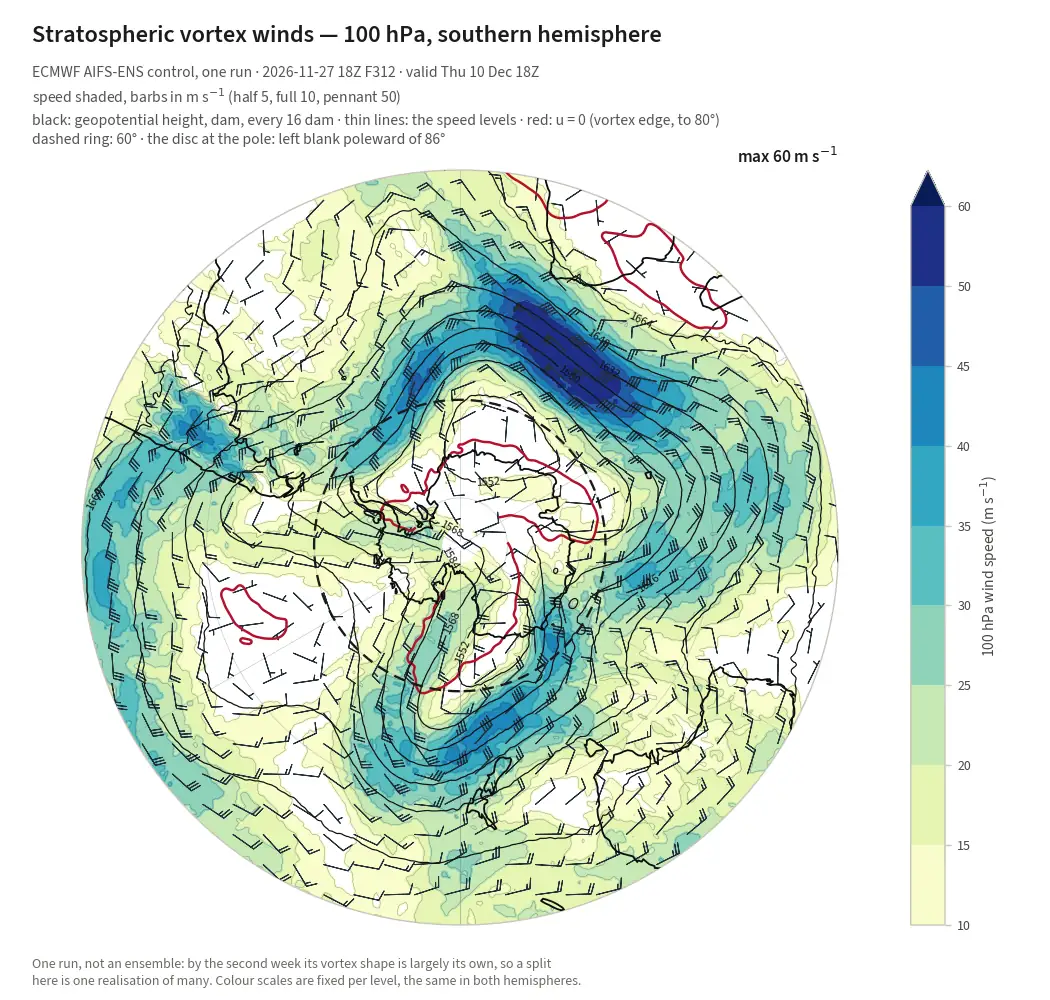 Stratospheric vortex winds — 100 hPa, southern hemisphere
ECMWF AIFS-ENS control, one run · 2026-11-27 18Z F312 · valid Thu 10 Dec 18Z
speed shaded, barbs in m s⁻¹ (half 5, full 10, pennant 50)
black: geopotential height, dam, every 16 dam · thin lines: the speed levels · red: u = 0 (vortex edge, to 80°)
dashed ring: 60° · the disc at the pole: left blank poleward of 86°
max 60 m s⁻¹
60
50
45
40
35
30
25
20
15
10
100 hPa wind speed (m s⁻¹)
1664
1632
1552
1568
1584
1568
1552
One run, not an ensemble: by the second week its vortex shape is largely its own, so a split
here is one realisation of many. Colour scales are fixed per level, the same in both hemispheres.